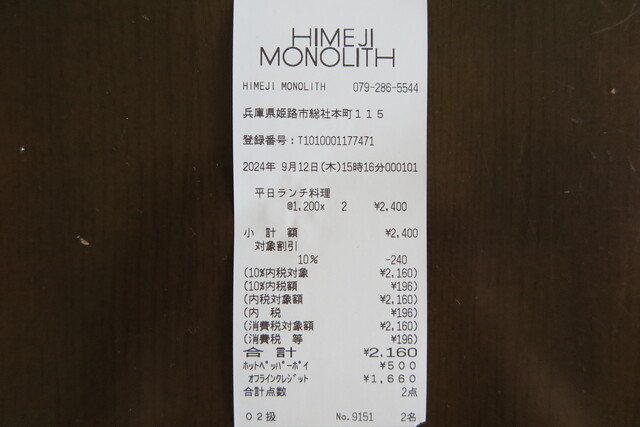 HIMEJI
MONOLITH
HIMEJI MONOLITH 079-286-5544
兵庫県姫路市総社本町115
登録番号:T1010001177471
2024年 9月12日(木)15時16分000101
平日ランチ料理
@1,200x 2 ¥2,400
小 計 額 ¥2,400
対象割引
10% -240
(10%内税対象 ¥2,160)
(10%内税額 ¥196)
(内税対象額 ¥2,160)
(内 税 ¥196)
(消費税対象額 ¥2,160)
(消費税 等 ¥196)
合 計 ¥2,160
ホットペッパーポイ ¥500
オフラインクレジット ¥1,660
合計点数 2点
02扱 No.9151 2名